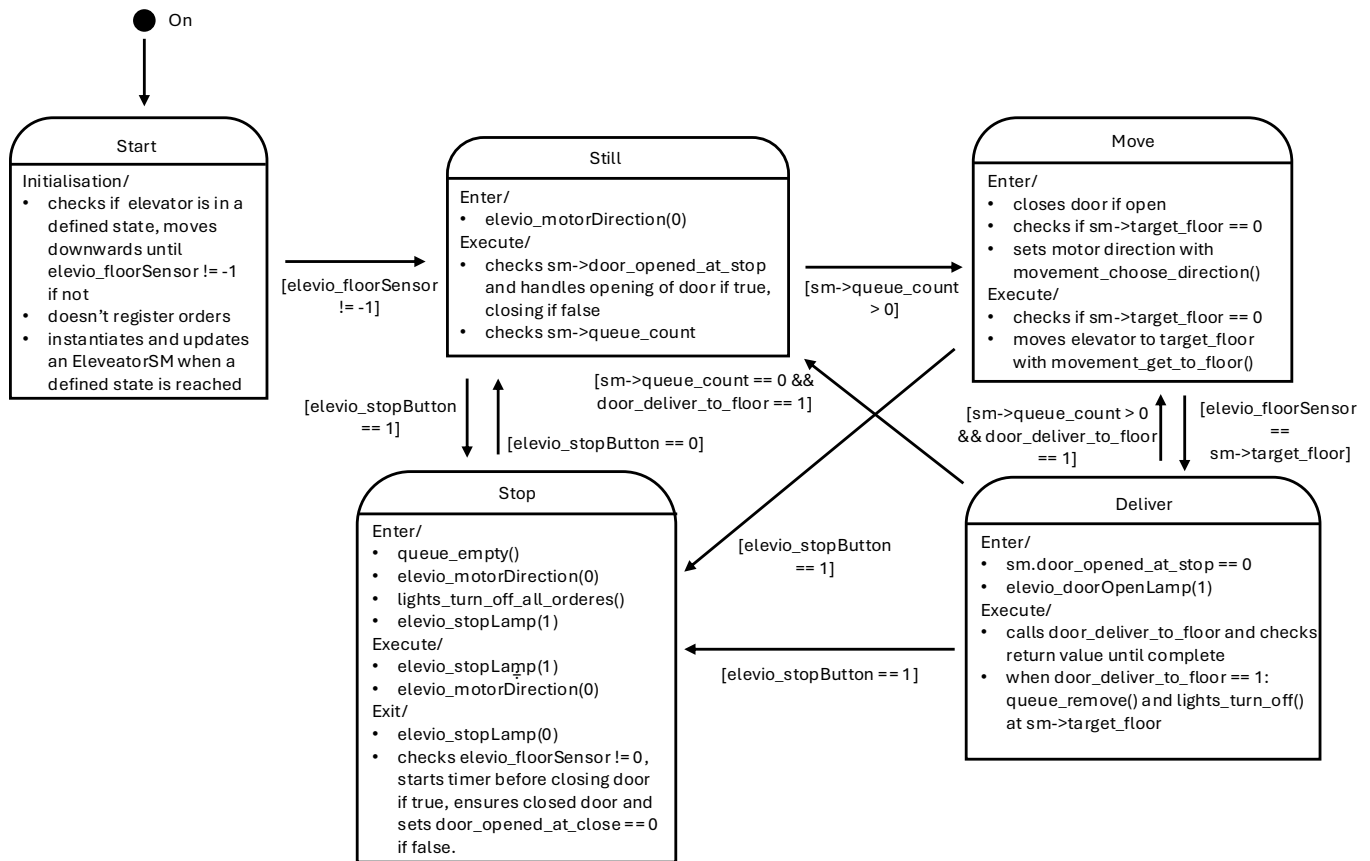 On
Start
Initialisation/
• checks if elevator is in a
defined state, moves
downwards until
elevio_floorSensor != -1
if not
• doesn't register orders
• instantiates and updates
an EleveatorSM when a
defined state is reached
[elevio_floorSensor
!= -1]
Still
Enter/
• elevio_motorDirection(0)
Execute/
• checks sm->door_opened_at_stop
and handles opening of door if true,
closing if false
• checks sm->queue_count
[sm->queue_count
> 0]
Move
Enter/
• closes door if open
• checks if sm->target_floor == 0
• sets motor direction with
movement_choose_direction()
Execute/
• checks if sm->target_floor == 0
• moves elevator to target_floor
with movement_get_to_floor()
[elevio_stopButton
== 1]
[elevio_stopButton == 0]
[sm->queue_count == 0 &&
door_deliver_to_floor == 1]
[sm->queue_count > 0
&& door_deliver_to_floor
== 1]
[elevio_floorSensor
==
sm->target_floor]
Stop
Enter/
• queue_empty()
• elevio_motorDirection(0)
• lights_turn_off_all_orderes()
• elevio_stopLamp(1)
Execute/
• elevio_stopLamp(1)
• elevio_motorDirection(0)
Exit/
• elevio_stopLamp(0)
• checks elevio_floorSensor != 0,
starts timer before closing door
if true, ensures closed door and
sets door_opened_at_close == 0
if false.
[elevio_stopButton
== 1]
[elevio_stopButton == 1]
Deliver
Enter/
• sm.door_opened_at_stop == 0
• elevio_doorOpenLamp(1)
Execute/
• calls door_deliver_to_floor and checks
return value until complete
• when door_deliver_to_floor == 1:
queue_remove() and lights_turn_off()
at sm->target_floor